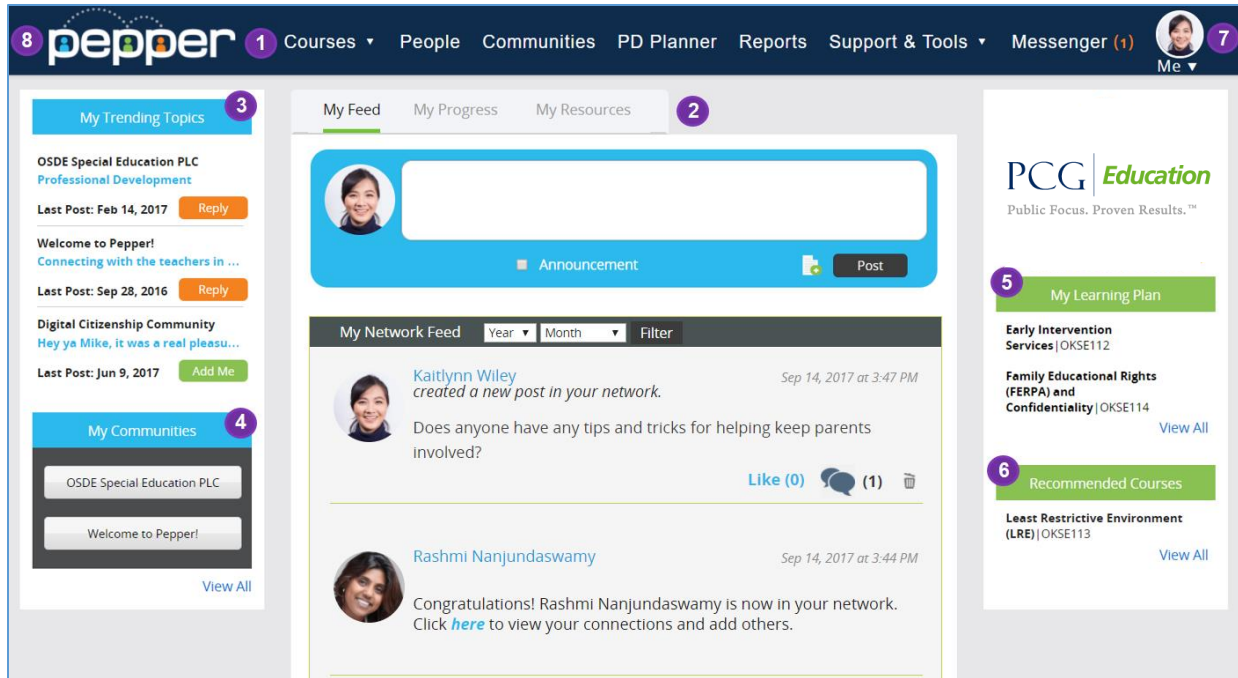 8 pepper 1 Courses ▾ People Communities PD Planner Reports Support & Tools ▾ Messenger (1) 7
Me ▾
My Trending Topics 3
OSDE Special Education PLC
Professional Development
Last Post: Feb 14, 2017 Reply
Welcome to Pepper!
Connecting with the teachers in ...
Last Post: Sep 28, 2016 Reply
Digital Citizenship Community
Hey ya Mike, it was a real pleasu...
Last Post: Jun 9, 2017 Add Me
My Communities 4
OSDE Special Education PLC
Welcome to Pepper!
View All
My Feed My Progress My Resources 2
Announcement Post
My Network Feed Year ▾ Month ▾ Filter
Kaitlynn Wiley Sep 14, 2017 at 3:47 PM
created a new post in your network.
Does anyone have any tips and tricks for helping keep parents
involved?
Like (0) (1)
Rashmi Nanjundaswamy Sep 14, 2017 at 3:44 PM
Congratulations! Rashmi Nanjundaswamy is now in your network.
Click here to view your connections and add others.
PCG Education
Public Focus. Proven Results.™
5 My Learning Plan
Early Intervention
Services|OKSE112
Family Educational Rights
(FERPA) and
Confidentiality|OKSE114
View All
6 Recommended Courses
Least Restrictive Environment
(LRE)|OKSE113
View All